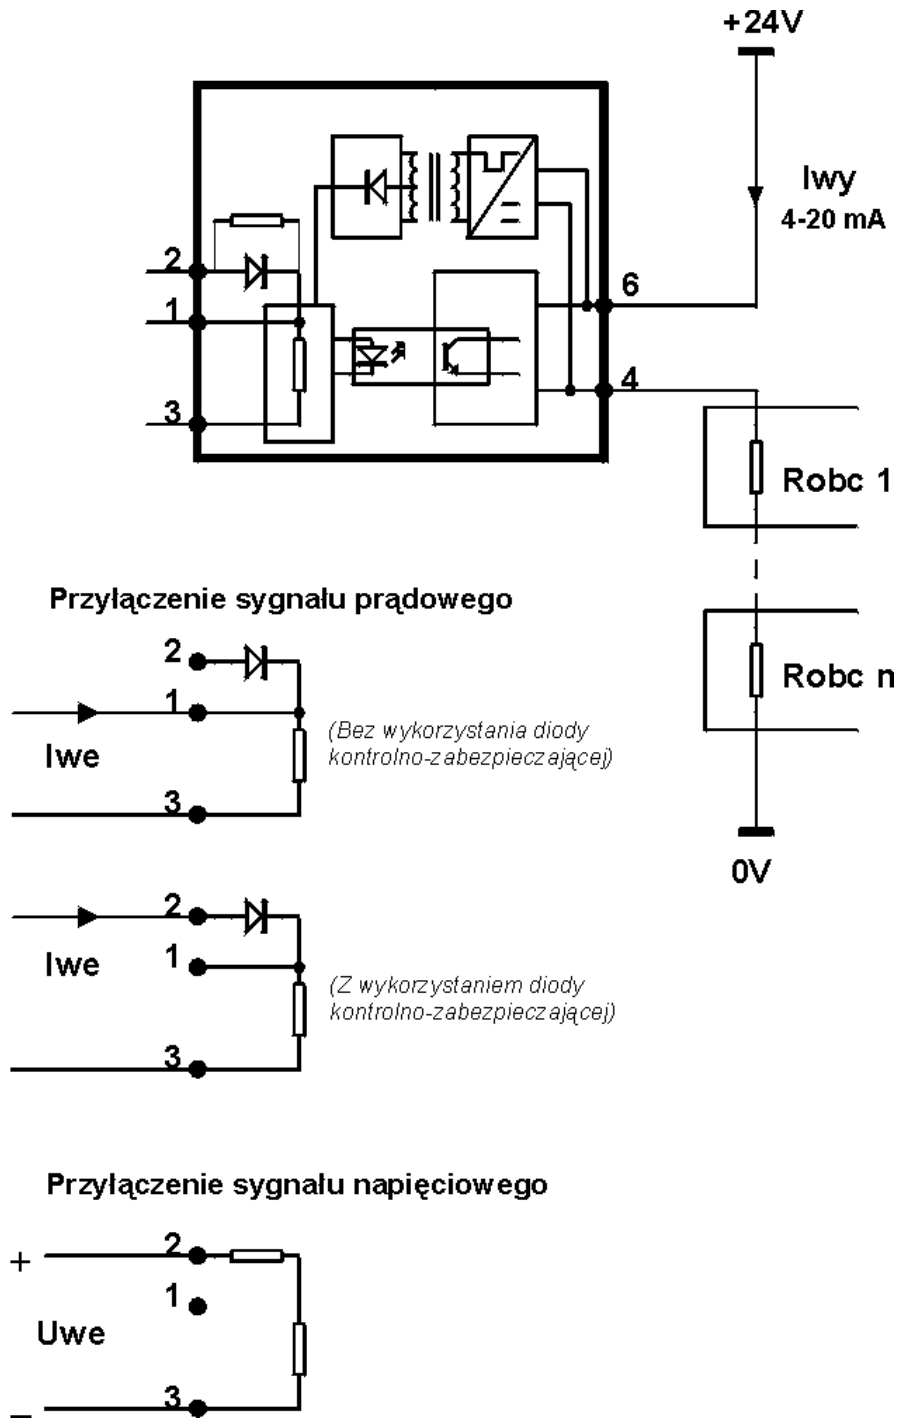 +24V
Iwy
4-20 mA
2
1
3
6
4
Robc 1
Robc n
0V
Przyłączenie sygnału prądowego
2
1
Iwe
3
(Bez wykorzystania diody
kontrolno-zabezpieczającej)
2
Iwe
1
3
(Z wykorzystaniem diody
kontrolno-zabezpieczającej)
Przyłączenie sygnału napięciowego
+
2
1
Uwe
3
–